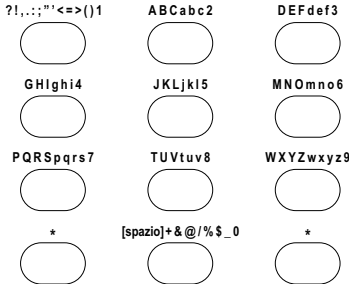 ?!,.:;"'<=>()1 ABCabc2 DEFdef3
GHIghi4 JKLjkl5 MNOmno6
PQRSpqrs7 TUVtuv8 WXYZwxyz9
* [spazio]+&@/%$_0 *